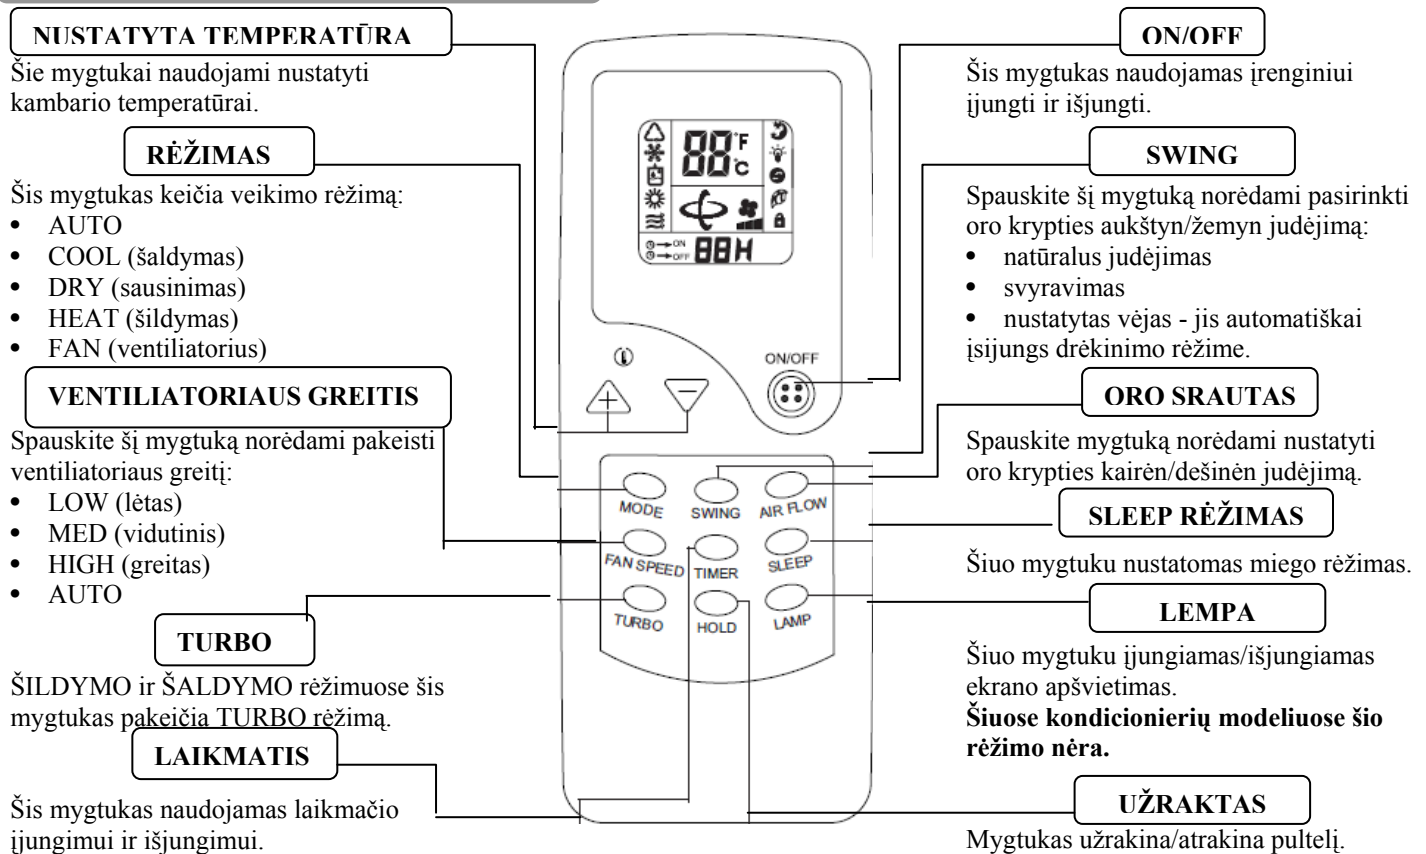 NUSTATYTA TEMPERATŪRA
Šie mygtukai naudojami nustatyti
kambario temperatūrai.
RĖŽIMAS
Šis mygtukas keičia veikimo rėžimą:
• AUTO
• COOL (šaldymas)
• DRY (sausinimas)
• HEAT (šildymas)
• FAN (ventiliatorius)
VENTILIATORIAUS GREITIS
Spauskite šį mygtuką norėdami pakeisti
ventiliatoriaus greitį:
• LOW (lėtas)
• MED (vidutinis)
• HIGH (greitas)
• AUTO
TURBO
ŠILDYMO ir ŠALDYMO rėžimuose šis
mygtukas pakeičia TURBO rėžimą.
LAIKMATIS
Šis mygtukas naudojamas laikmačio
įjungimui ir išjungimui.
88 °F
°C
ON
OFF
88H
ON/OFF
MODE SWING AIR FLOW
FAN SPEED TIMER SLEEP
TURBO HOLD LAMP
ON/OFF
Šis mygtukas naudojamas įrenginiui
įjungti ir išjungti.
SWING
Spauskite šį mygtuką norėdami pasirinkti
oro krypties aukštyn/žemyn judėjimą:
• natūralus judėjimas
• svyravimas
• nustatytas vėjas - jis automatiškai
įsijungs drėkinimo rėžime.
ORO SRAUTAS
Spauskite mygtuką norėdami nustatyti
oro krypties kairėn/dešinėn judėjimą.
SLEEP RĖŽIMAS
Šiuo mygtuku nustatomas miego rėžimas.
LEMPA
Šiuo mygtuku įjungiamas/išjungiamas
ekrano apšvietimas.
Šiuose kondicionierių modeliuose šio
rėžimo nėra.
UŽRAKTAS
Mygtukas užrakina/atrakina pultelį.